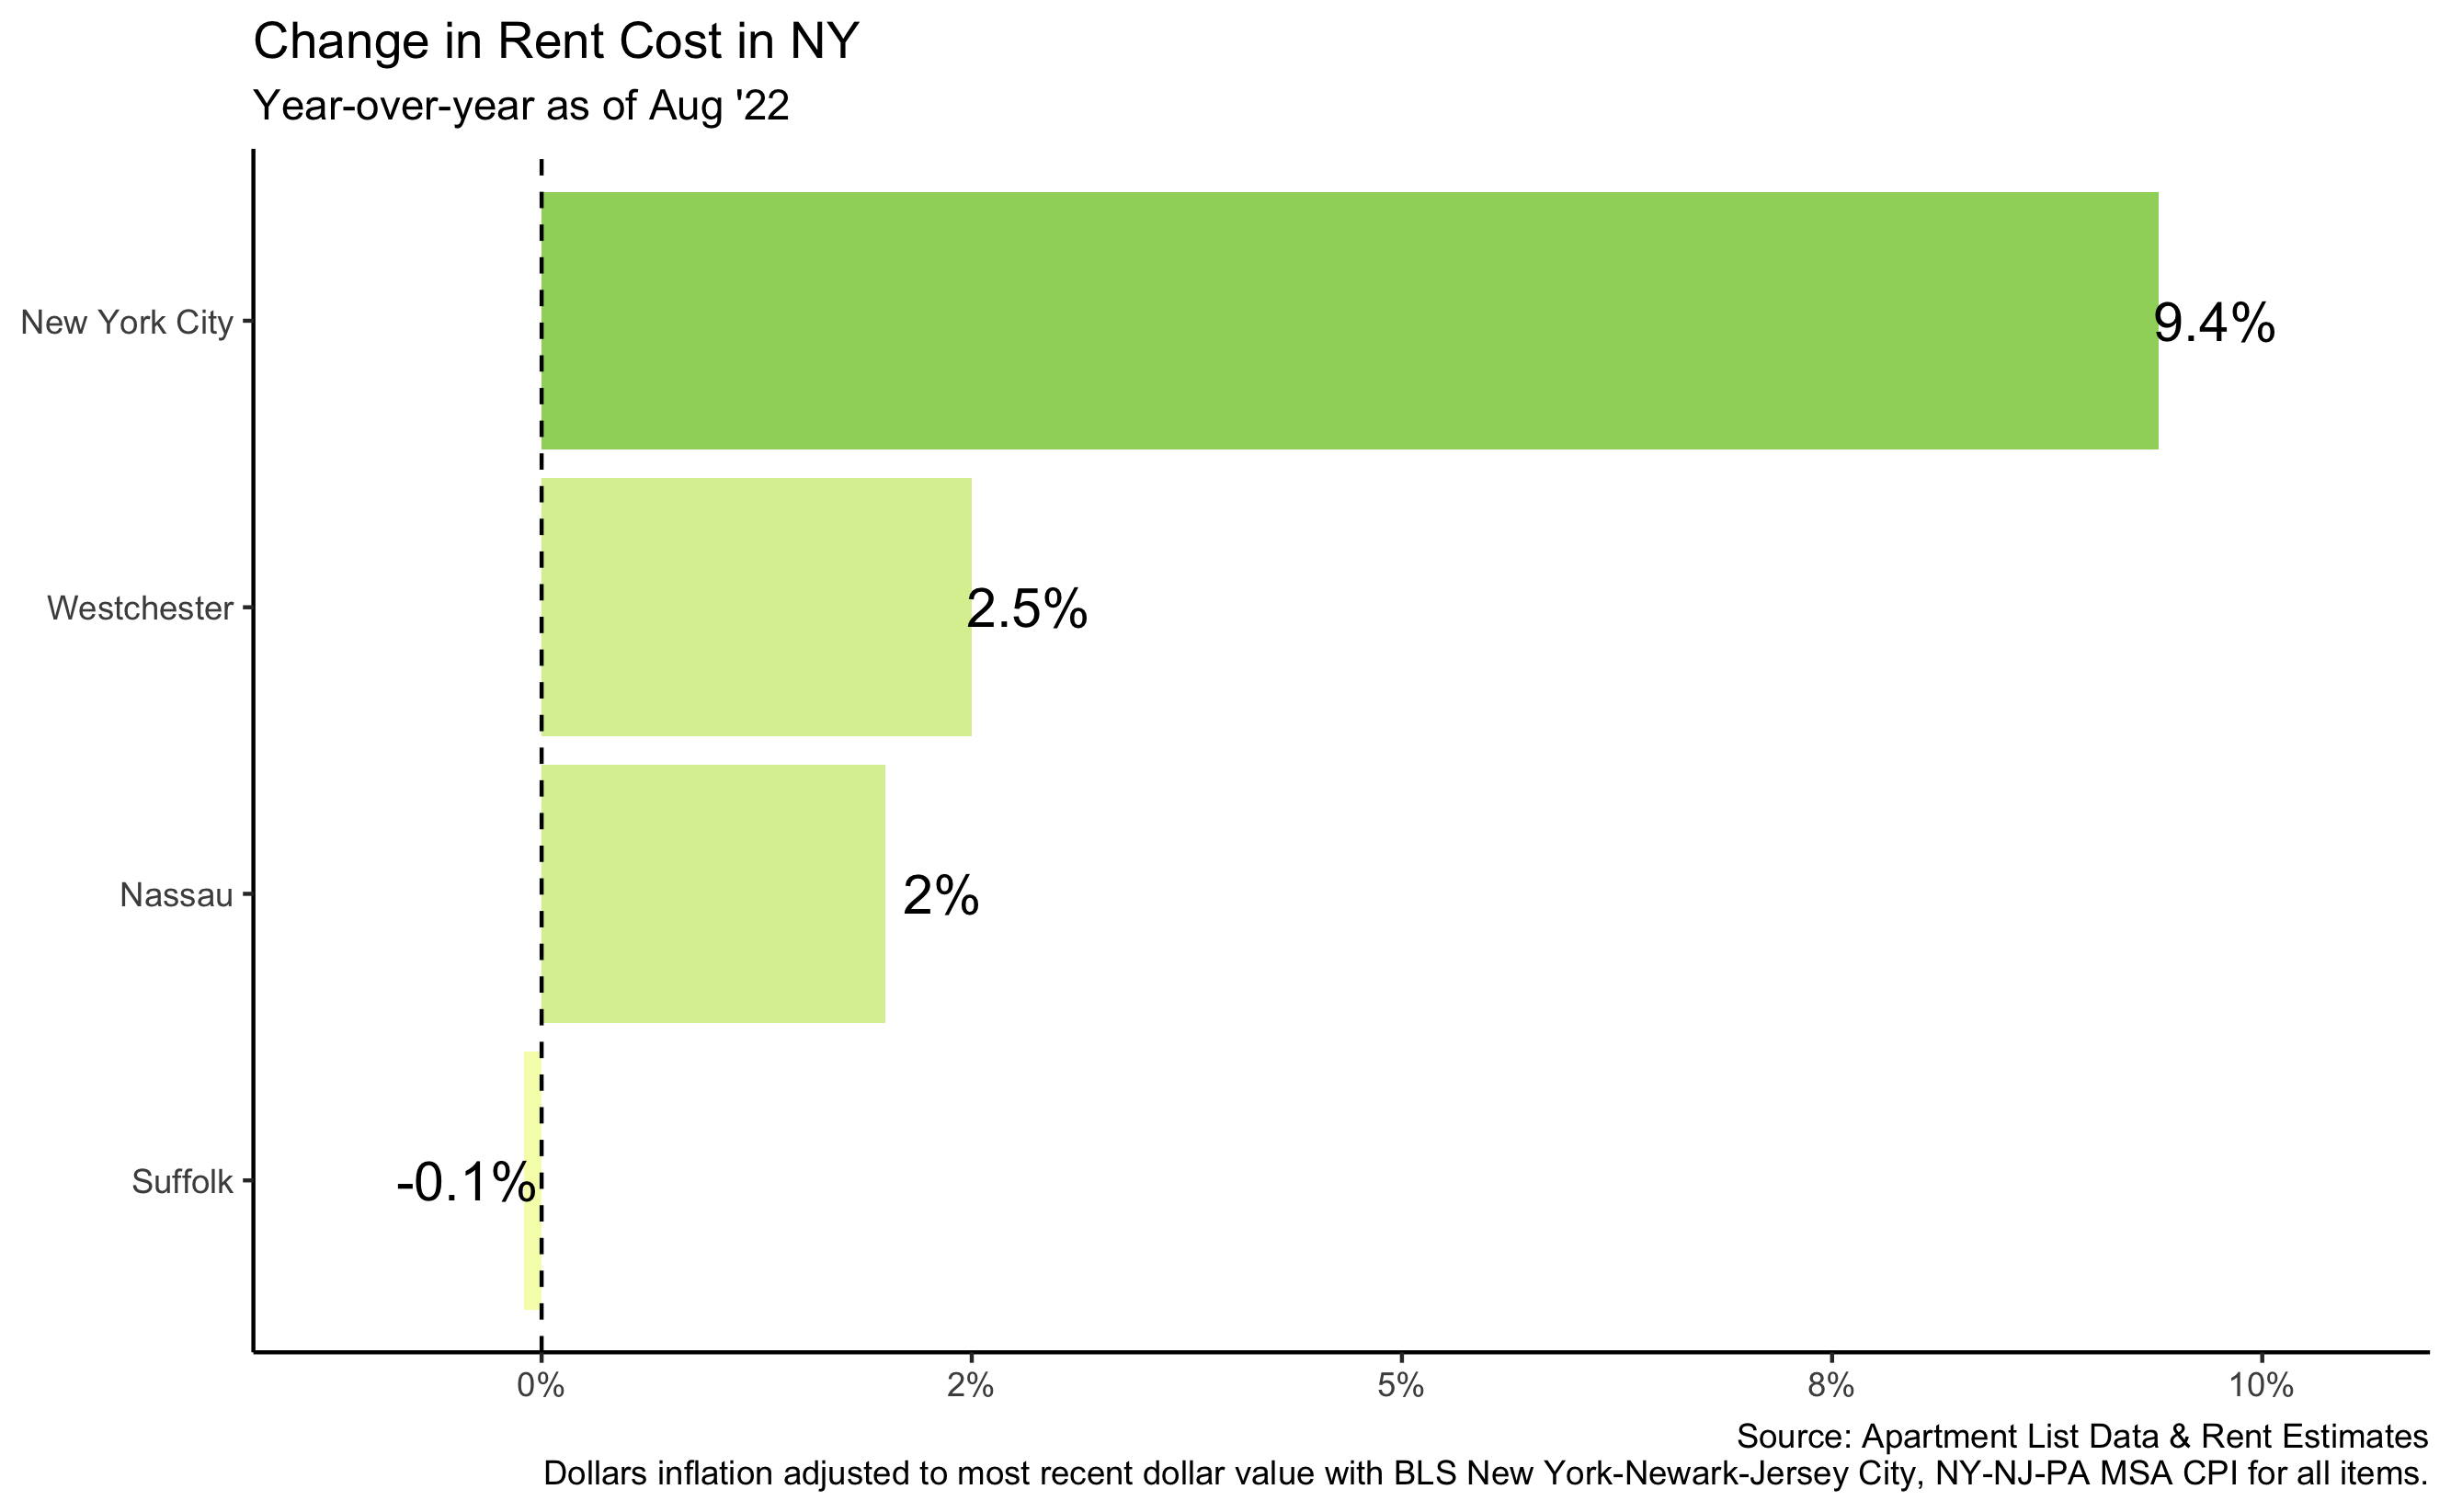 Change in Rent Cost in NY
Year-over-year as of Aug '22
New York City
9.4%
Westchester
2.5%
Nassau
2%
Suffolk
-0.1%
0% 2% 5% 8% 10%
Source: Apartment List Data & Rent Estimates
Dollars inflation adjusted to most recent dollar value with BLS New York-Newark-Jersey City, NY-NJ-PA MSA CPI for all items.